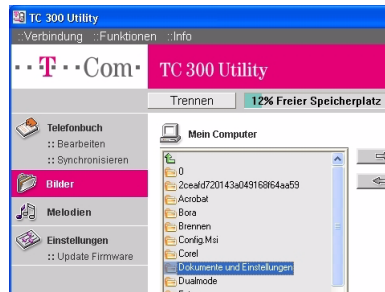 TC 300 Utility
::Verbindung ::Funktionen ::Info
··T··Com·
TC 300 Utility
Trennen
12% Freier Speicherplatz
Telefonbuch
:: Bearbeiten
:: Synchronisieren
Bilder
Melodien
Einstellungen
:: Update Firmware
Mein Computer
0
2ceafd720143a049168f64aa59
Acrobat
Bora
Brennen
Config.Msi
Corel
Dokumente und Einstellungen
Dualmode